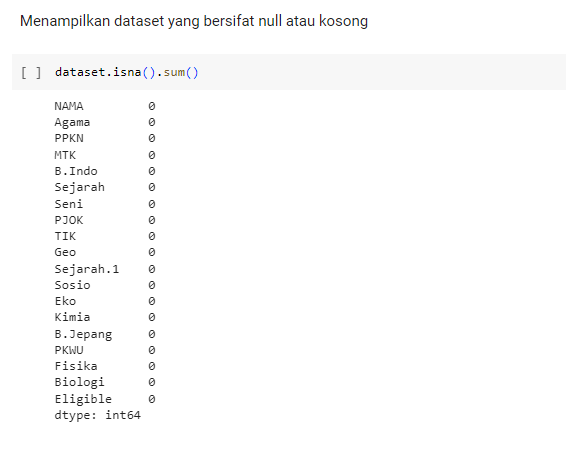 Menampilkan dataset yang bersifat null atau kosong
[ ] dataset.isna().sum()
NAMA 0
Agama 0
PPKN 0
MTK 0
B.Indo 0
Sejarah 0
Seni 0
PJOK 0
TIK 0
Geo 0
Sejarah.1 0
Sosio 0
Eko 0
Kimia 0
B.Jepang 0
PKWU 0
Fisika 0
Biologi 0
Eligible 0
dtype: int64